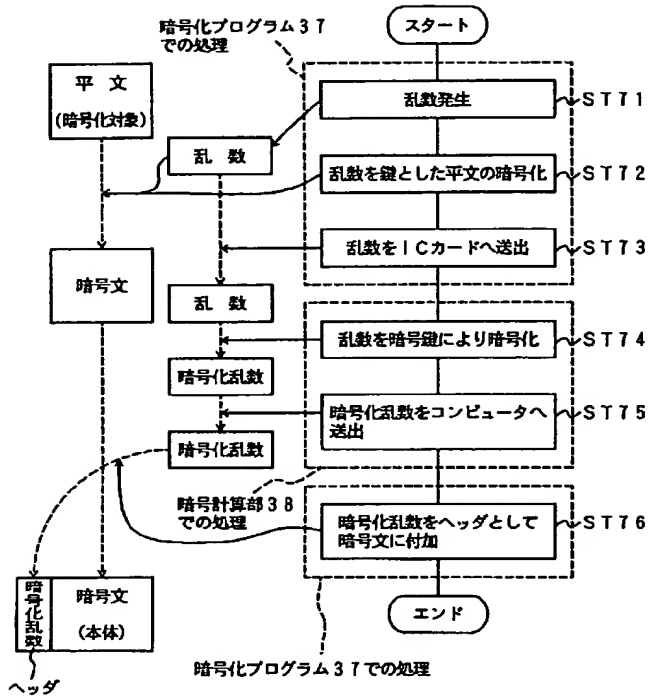 暗号化プログラム37
での処理
スタート
平 文
(暗号化対象)
乱数発生
ST71
乱 数
乱数を鍵とした平文の暗号化
ST72
乱数をICカードへ送出
ST73
暗号文
乱 数
乱数を暗号鍵により暗号化
ST74
暗号化乱数
暗号化乱数をコンピュータへ
送出
ST75
暗号化乱数
暗号計算部38
での処理
暗号化乱数をヘッダとして
暗号文に付加
ST76
暗号化乱数
暗号文
(本体)
エンド
ヘッダ
暗号化プログラム37での処理